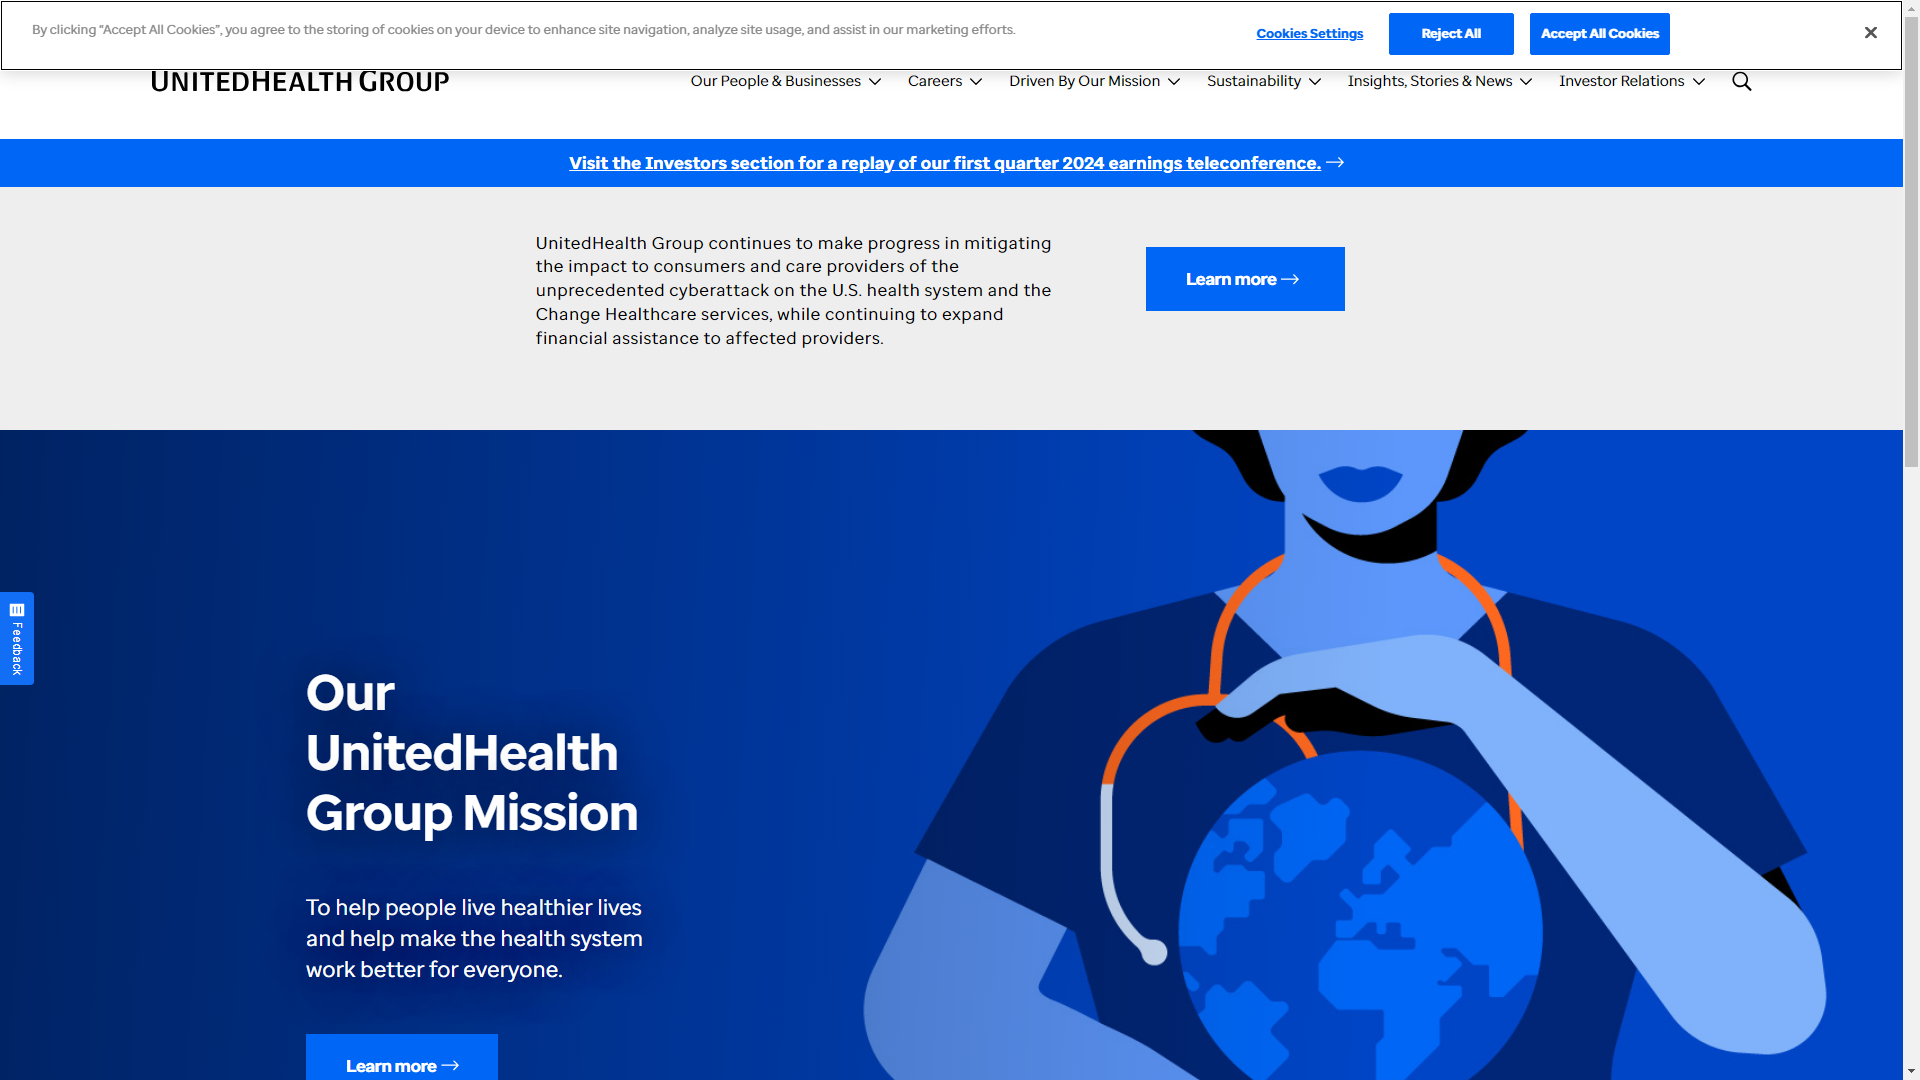 By clicking “Accept All Cookies”, you agree to the storing of cookies on your device to enhance site navigation, analyze site usage, and assist in our marketing efforts.
Cookies Settings
Reject All
Accept All Cookies
UNITEDHEALTH GROUP
Our People & Businesses
Careers
Driven By Our Mission
Sustainability
Insights, Stories & News
Investor Relations
Visit the Investors section for a replay of our first quarter 2024 earnings teleconference.
UnitedHealth Group continues to make progress in mitigating
the impact to consumers and care providers of the
unprecedented cyberattack on the U.S. health system and the
Change Healthcare services, while continuing to expand
financial assistance to affected providers.
Learn more
Feedback
Our
UnitedHealth
Group Mission
To help people live healthier lives
and help make the health system
work better for everyone.
Learn more